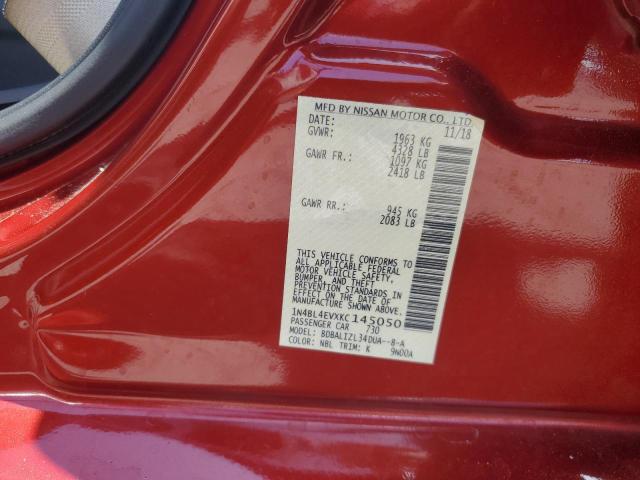 MFD BY NISSAN MOTOR CO., LTD
DATE: 11/18
GVWR: 1963 KG
4328 LB
GAWR FR.: 1097 KG
2418 LB
GAWR RR.: 945 KG
2083 LB
THIS VEHICLE CONFORMS TO
ALL APPLICABLE FEDERAL
MOTOR VEHICLE SAFETY,
BUMPER, AND THEFT
PREVENTION STANDARDS IN
EFFECT ON THE DATE OF
MANUFACTURE SHOWN ABOVE.
1N4BL4EVXKC145050
PASSENGER CAR 730
MODEL: BDBALIZL34DUA--8-A
COLOR: NBL TRIM: K 9W00A